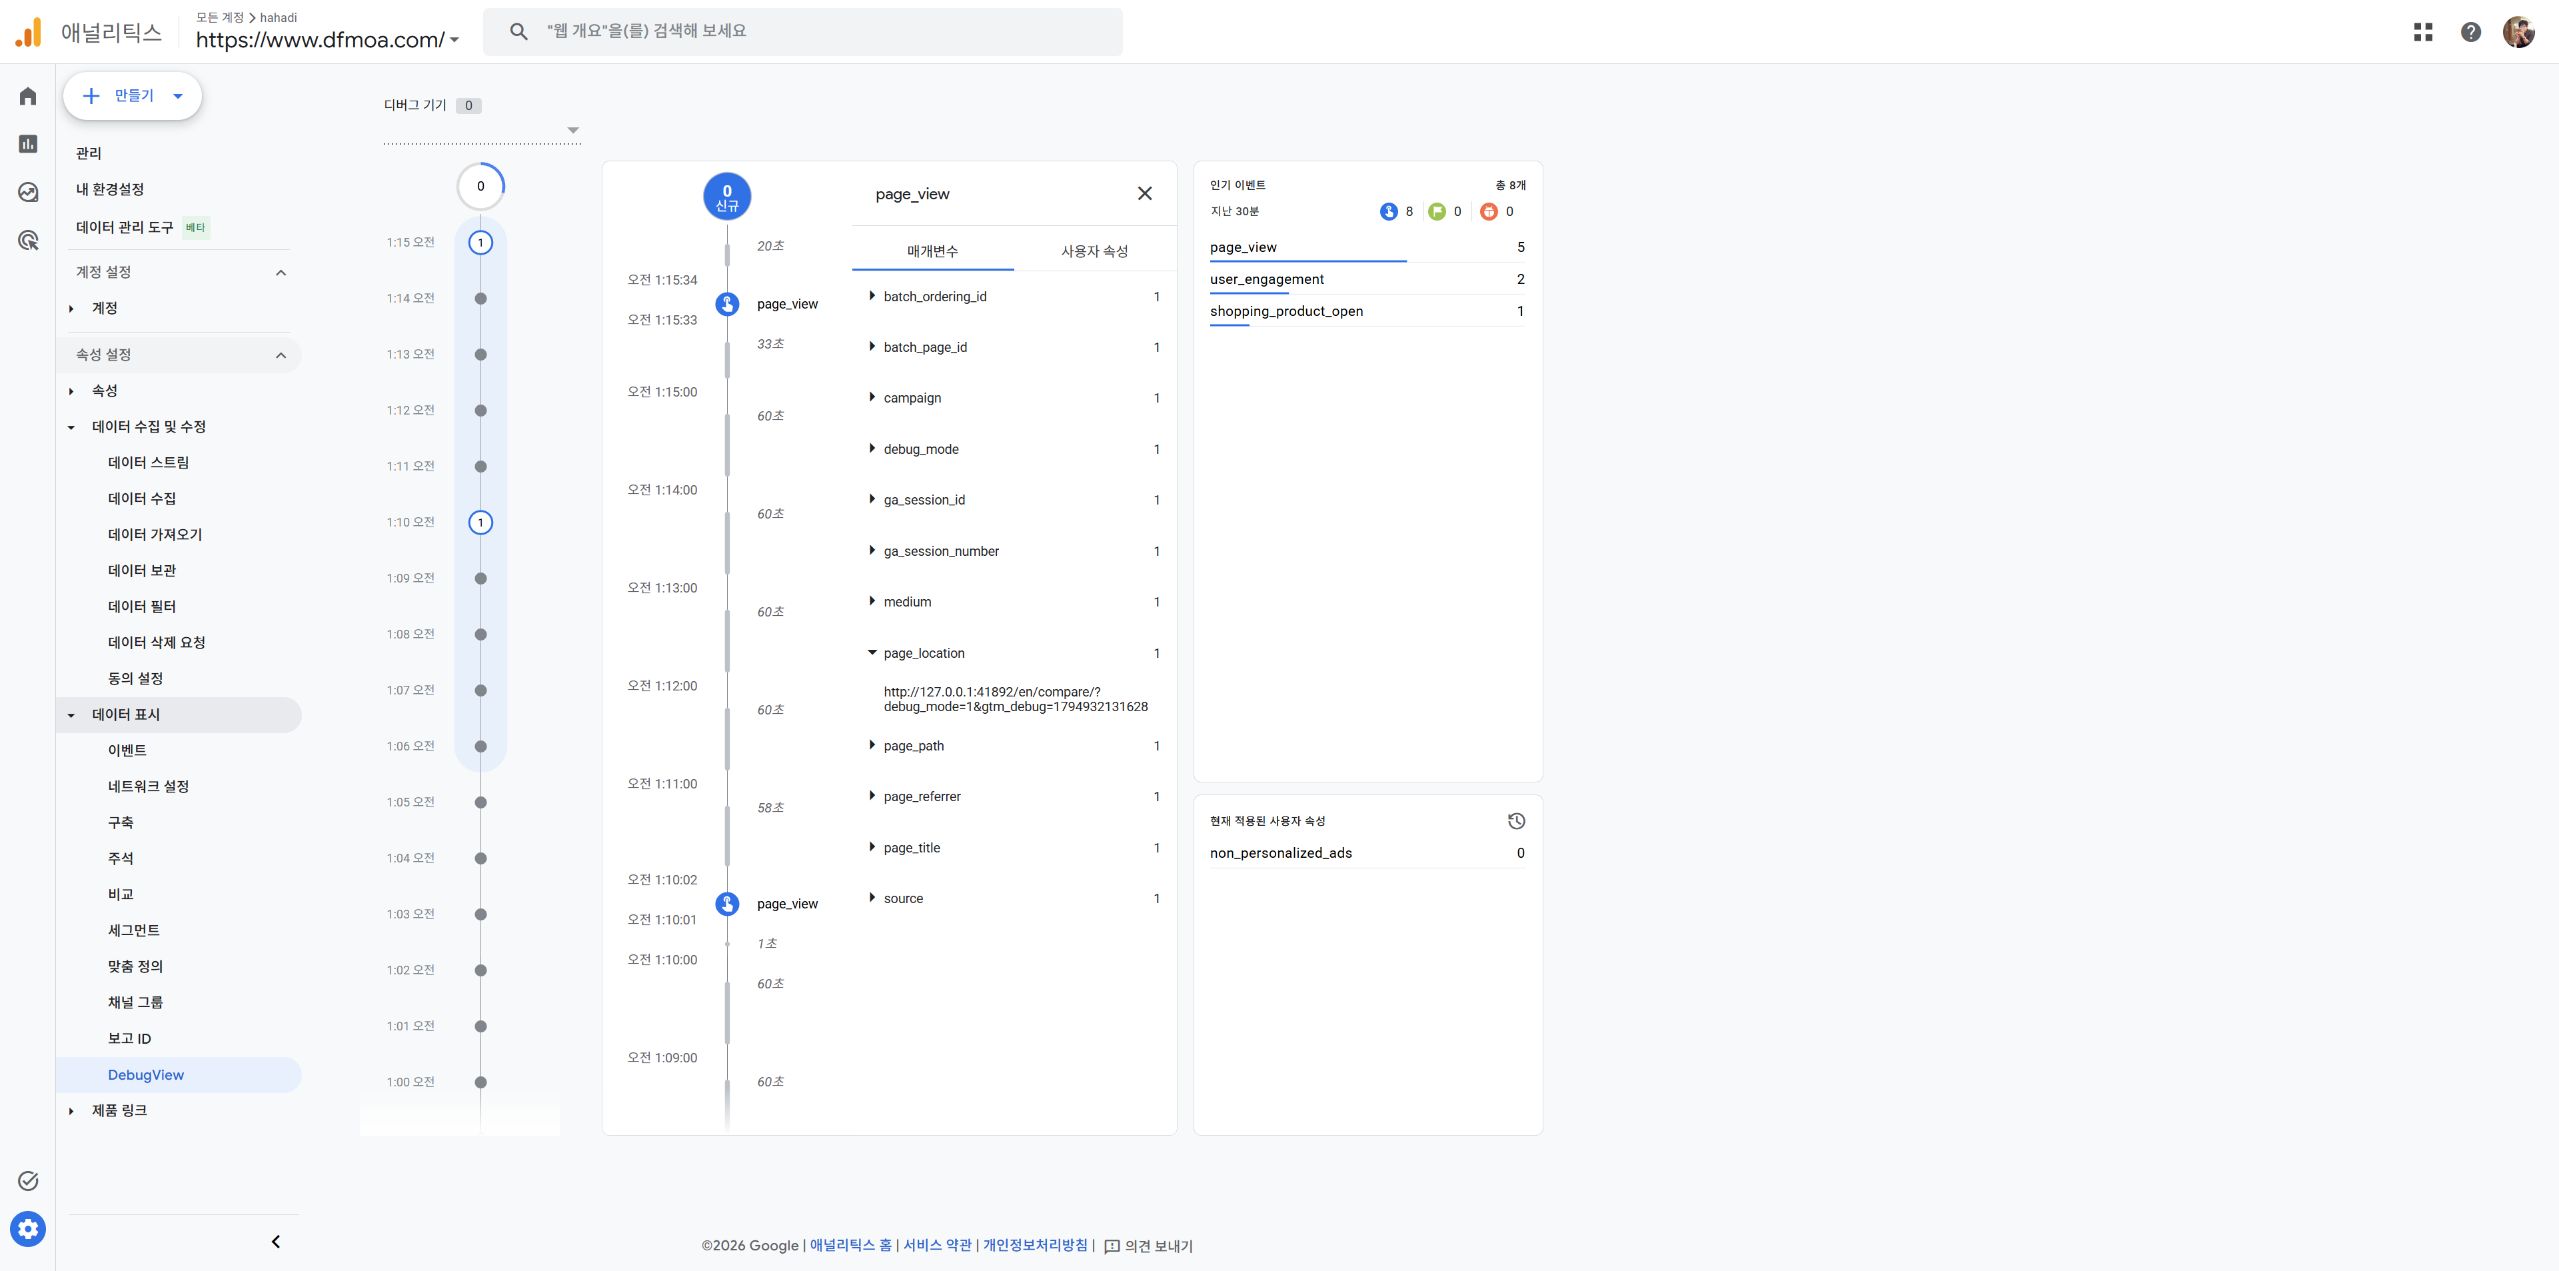 애널리틱스
모든 계정 > hahadi
https://www.dfmoa.com/
"웹 개요"을(를) 검색해 보세요
만들기
관리
내 환경설정
데이터 관리 도구 베타
계정 설정
계정
속성 설정
속성
데이터 수집 및 수정
데이터 스트림
데이터 수집
데이터 가져오기
데이터 보관
데이터 필터
데이터 삭제 요청
동의 설정
데이터 표시
이벤트
네트워크 설정
구축
주석
비교
세그먼트
맞춤 정의
채널 그룹
보고 ID
DebugView
제품 링크
디버그 기기 0
0
1:15 오전 1
1:14 오전
1:13 오전
1:12 오전
1:11 오전
1:10 오전 1
1:09 오전
1:08 오전
1:07 오전
1:06 오전
1:05 오전
1:04 오전
1:03 오전
1:02 오전
1:01 오전
1:00 오전
0
신규
20초
오전 1:15:34
page_view
오전 1:15:33
33초
오전 1:15:00
60초
오전 1:14:00
60초
오전 1:13:00
60초
오전 1:12:00
60초
오전 1:11:00
58초
오전 1:10:02
page_view
오전 1:10:01
1초
오전 1:10:00
60초
오전 1:09:00
60초
page_view
매개변수 사용자 속성
batch_ordering_id 1
batch_page_id 1
campaign 1
debug_mode 1
ga_session_id 1
ga_session_number 1
medium 1
page_location 1
http://127.0.0.1:41892/en/compare/?
debug_mode=1&gtm_debug=1794932131628
page_path 1
page_referrer 1
page_title 1
source 1
인기 이벤트 총 8개
지난 30분 8 0 0
page_view 5
user_engagement 2
shopping_product_open 1
현재 적용된 사용자 속성
non_personalized_ads 0
©2026 Google | 애널리틱스 홈 | 서비스 약관 | 개인정보처리방침 | 의견 보내기